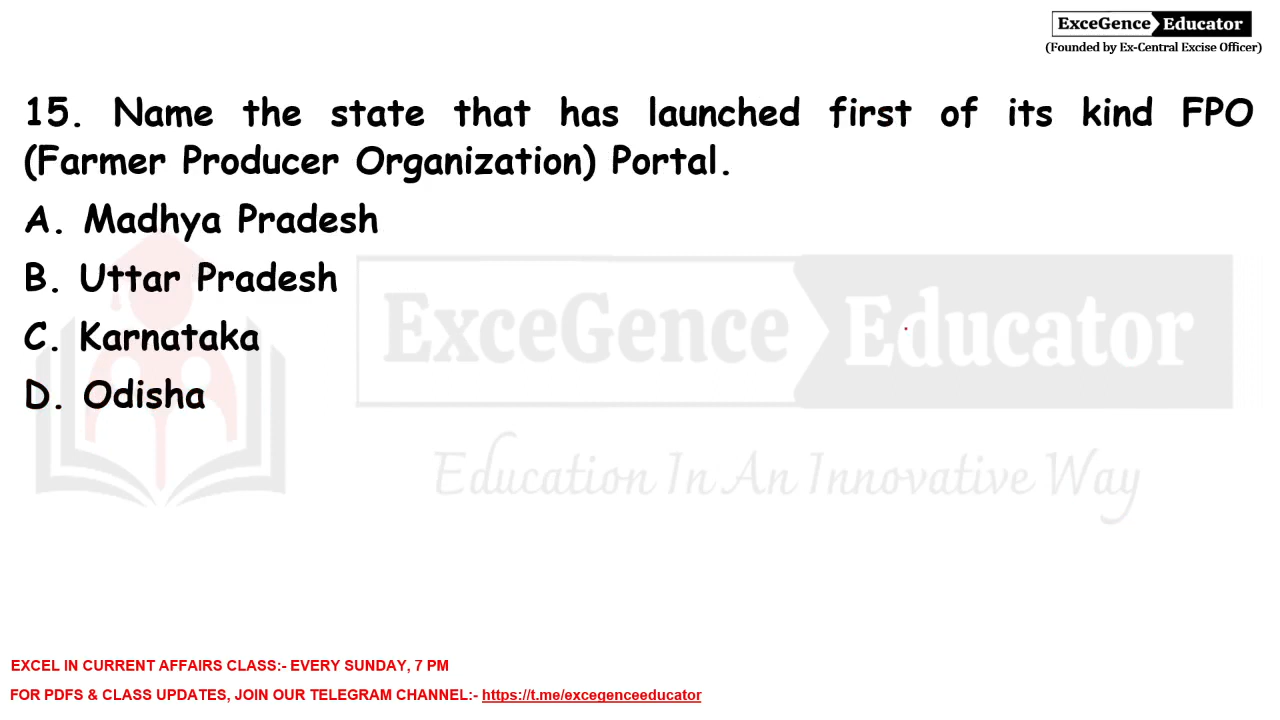 ExceGence Educator
(Founded by Ex-Central Excise Officer)
15. Name the state that has launched first of its kind FPO
(Farmer Producer Organization) Portal.
A. Madhya Pradesh
B. Uttar Pradesh
C. Karnataka
D. Odisha
ExceGence Educator
Education In An Innovative Way
EXCEL IN CURRENT AFFAIRS CLASS:- EVERY SUNDAY, 7 PM
FOR PDFS & CLASS UPDATES, JOIN OUR TELEGRAM CHANNEL:- https://t.me/excegenceeducator